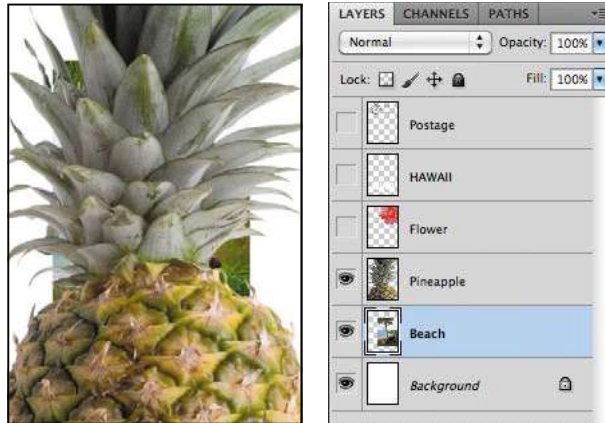 LAYERS CHANNELS PATHS
Normal Opacity: 100%
Lock: Fill: 100%
Postage
HAWAII
Flower
Pineapple
Beach
Background